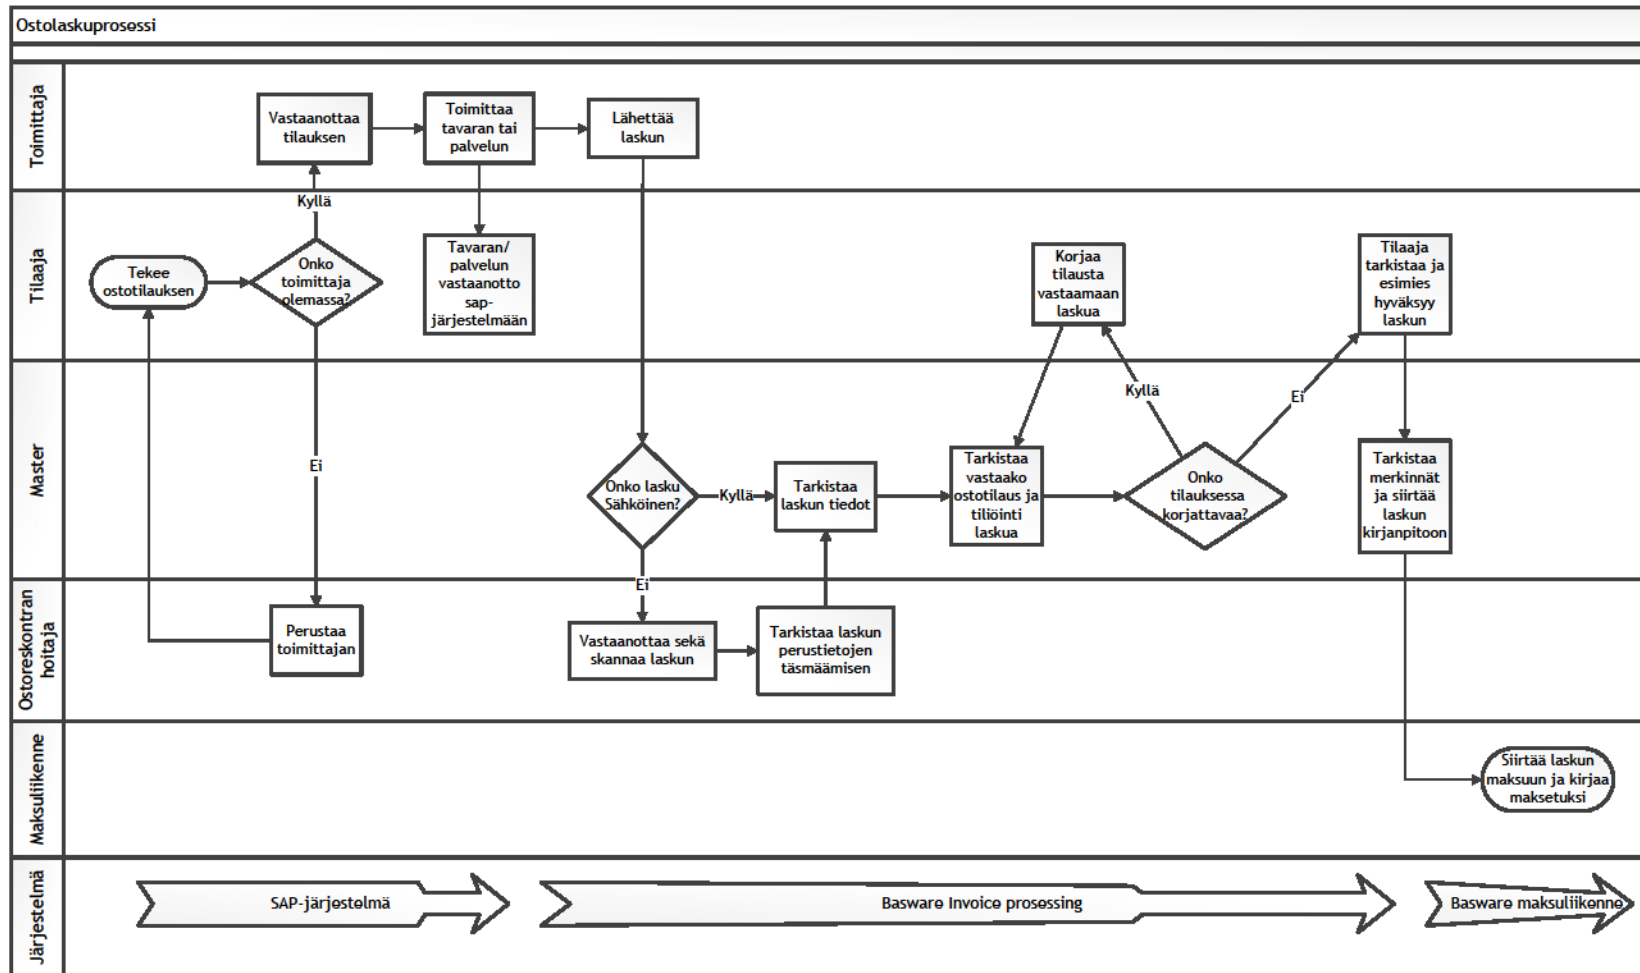 Ostolaskuprosessi
Toimittaja
Vastaanottaa
tilauksen
Toimittaa
tavaran tai
palvelun
Lähettää
laskun
Kyllä
Tilaaja
Tekee
ostotilauksen
Onko
toimittaja
olemassa?
Tavaran/
palvelun
vastaanotto
sap-
järjestelmään
Korjaa
tilausta
vastaamaan
laskua
Tilaaja
tarkistaa ja
esimies
hyväksyy
laskun
Master
Ei
Onko lasku
Sähköinen?
Kyllä
Tarkistaa
laskun tiedot
Tarkistaa
vastaako
ostotilaus ja
tiliöinti
laskua
Kyllä
Onko
tilauksessa
korjattavaa?
Ei
Tarkistaa
merkinnät
ja siirtää
laskun
kirjanpitoon
Ei
Ostoreskontran
hoitaja
Perustaa
toimittajan
Vastaanottaa sekä
skannaa laskun
Tarkistaa laskun
perustietojen
täsmäämisen
Maksuliikenne
Siirtää laskun
maksuun ja kirjaa
maksetuksi
Järjestelmä
SAP-järjestelmä
Basware Invoice prosessing
Basware maksuliikenne